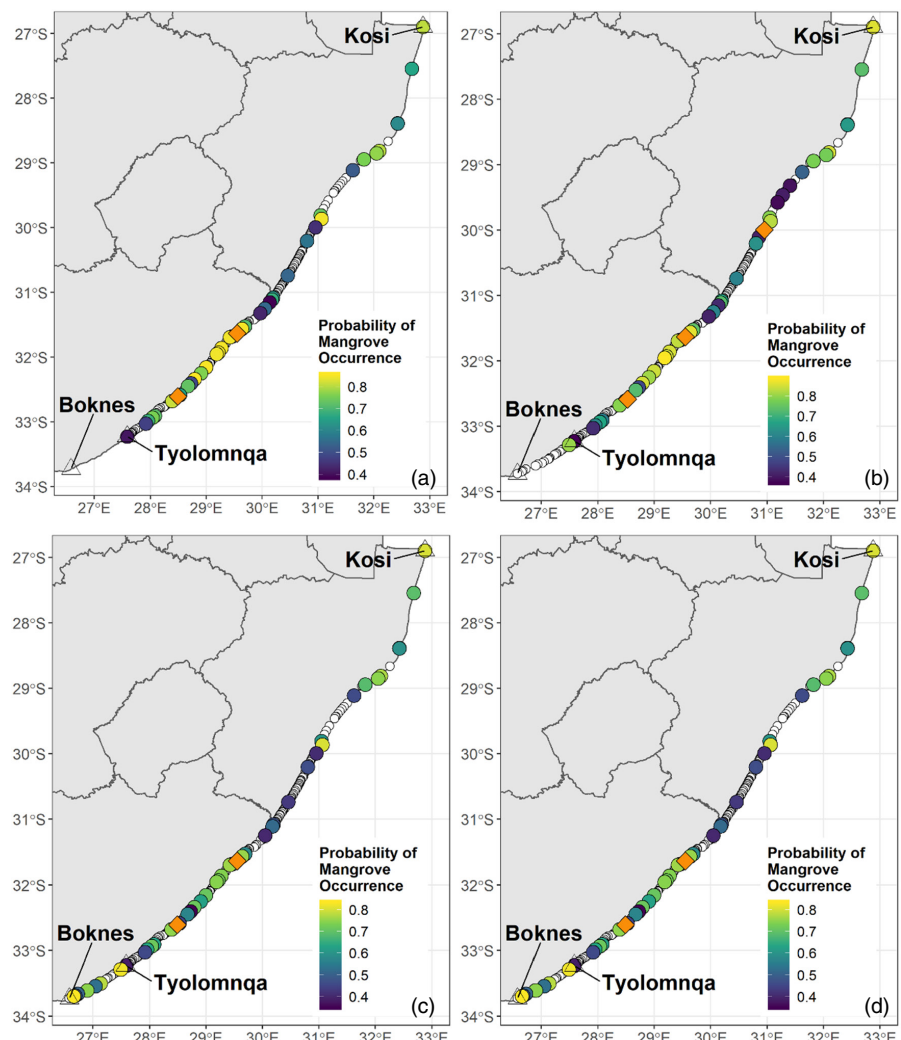 27°S
28°S
29°S
30°S
31°S
32°S
33°S
34°S
Kosi
Boknes
Tyolomnqa
Probability of
Mangrove
Occurrence
0.8
0.7
0.6
0.5
0.4
(a)
27°E 28°E 29°E 30°E 31°E 32°E 33°E
27°S
28°S
29°S
30°S
31°S
32°S
33°S
34°S
Kosi
Boknes
Tyolomnqa
Probability of
Mangrove
Occurrence
0.8
0.7
0.6
0.5
0.4
(b)
27°E 28°E 29°E 30°E 31°E 32°E 33°E
27°S
28°S
29°S
30°S
31°S
32°S
33°S
34°S
Kosi
Boknes
Tyolomnqa
Probability of
Mangrove
Occurrence
0.8
0.7
0.6
0.5
0.4
(c)
27°E 28°E 29°E 30°E 31°E 32°E 33°E
27°S
28°S
29°S
30°S
31°S
32°S
33°S
34°S
Kosi
Boknes
Tyolomnqa
Probability of
Mangrove
Occurrence
0.8
0.7
0.6
0.5
0.4
(d)
27°E 28°E 29°E 30°E 31°E 32°E 33°E